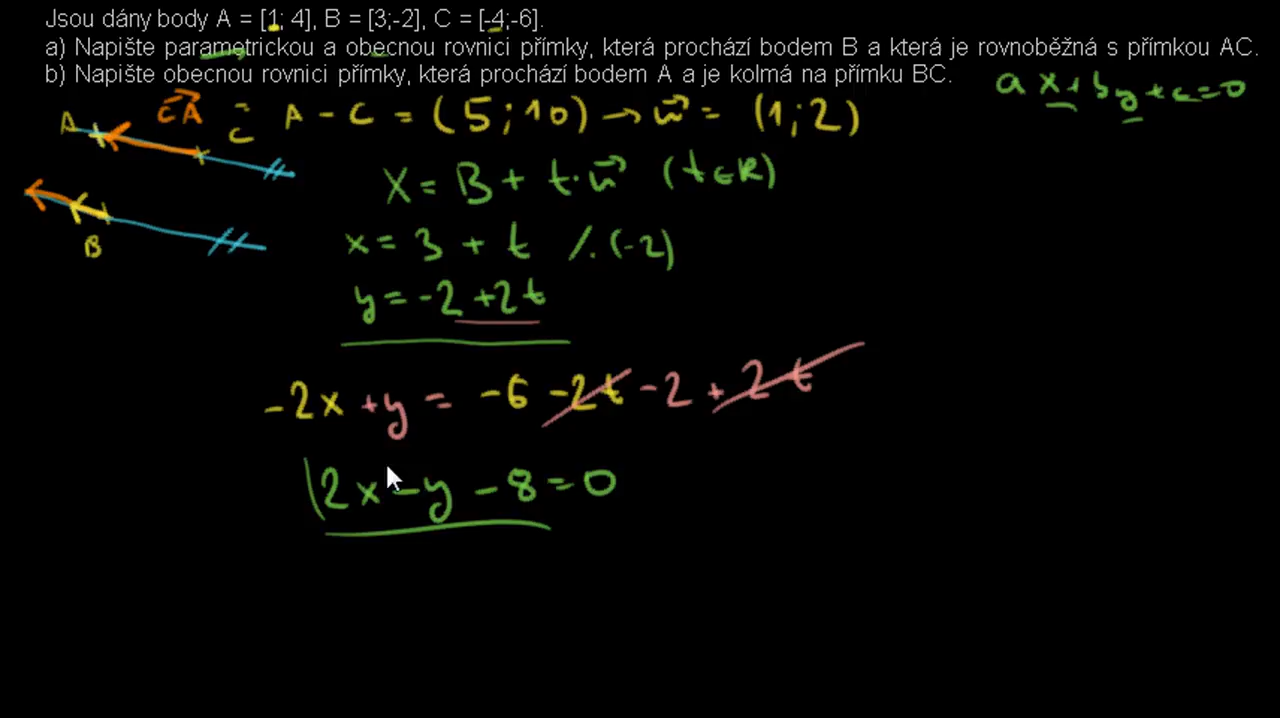 Jsou dány body A = [1; 4], B = [3;-2], C = [-4;-6].
a) Napište parametrickou a obecnou rovnici přímky, která prochází bodem B a která je rovnoběžná s přímkou AC.
b) Napište obecnou rovnici přímky, která prochází bodem A a je kolmá na přímku BC.
ax+by+c=0
A C
CA = A - C = (5;10) → u = (1;2)
X = B + t·u (t∈R)
B
x = 3 + t /·(-2)
y = -2 +2t
-2x +y = -6 -2t -2 +2t
2x - y - 8 = 0